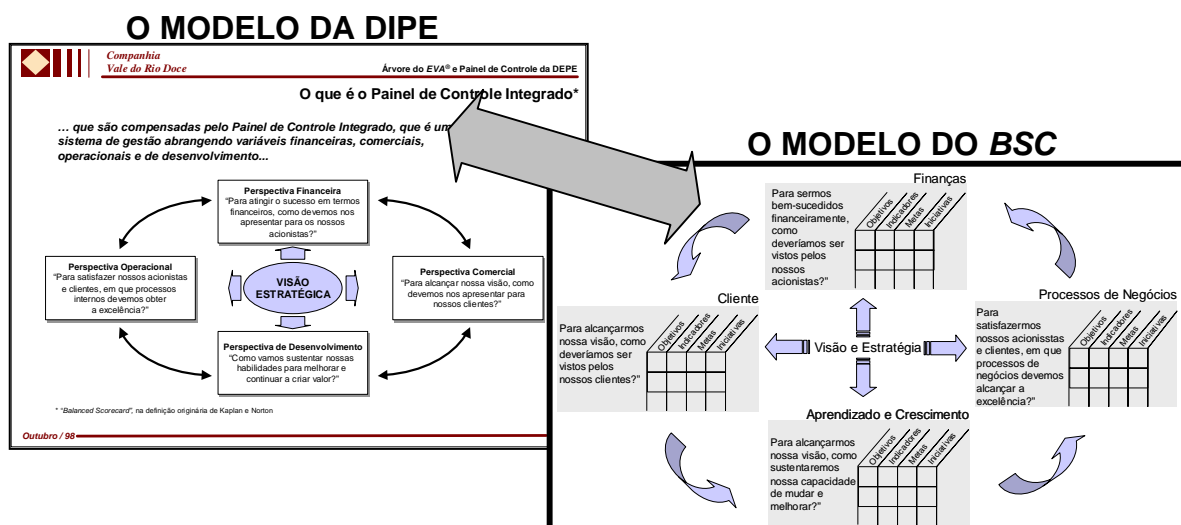 O MODELO DA DIPE
Companhia
Vale do Rio Doce
Árvore do EVA® e Painel de Controle da DEPE
O que é o Painel de Controle Integrado*
… que são compensadas pelo Painel de Controle Integrado, que é um
sistema de gestão abrangendo variáveis financeiras, comerciais,
operacionais e de desenvolvimento...
Perspectiva Financeira
“Para atingir o sucesso em termos
financeiros, como devemos nos
apresentar para os nossos
acionistas?”
Perspectiva Operacional
“Para satisfazer nossos acionistas
e clientes, em que processos
internos devemos obter
a excelência?”
VISÃO
ESTRATÉGICA
Perspectiva Comercial
“Para alcançar nossa visão, como
devemos nos apresentar para
nossos clientes?”
Perspectiva de Desenvolvimento
“Como vamos sustentar nossas
habilidades para melhorar e
continuar a criar valor?”
* “Balanced Scorecard”, na definição originária de Kaplan e Norton
Outubro / 98
O MODELO DO BSC
Finanças
Para sermos
bem-sucedidos
financeiramente,
como
deveríamos ser
vistos pelos
nossos
acionistas?”
Objetivos
Indicadores
Metas
Iniciativas
Cliente
Para alcançarmos
nossa visão, como
deveríamos ser
vistos pelos
nossos clientes?”
Objetivos
Indicadores
Metas
Iniciativas
Visão e Estratégia
Processos de Negócios
Para
satisfazermos
nossos acionisstas
e clientes, em que
processos de
negócios devemos
alcançar a
excelência?”
Objetivos
Indicadores
Metas
Iniciativas
Aprendizado e Crescimento
Para alcançarmos
nossa visão, como
sustentaremos
nossa capacidade
de mudar e
melhorar?”
Objetivos
Indicadores
Metas
Iniciativas